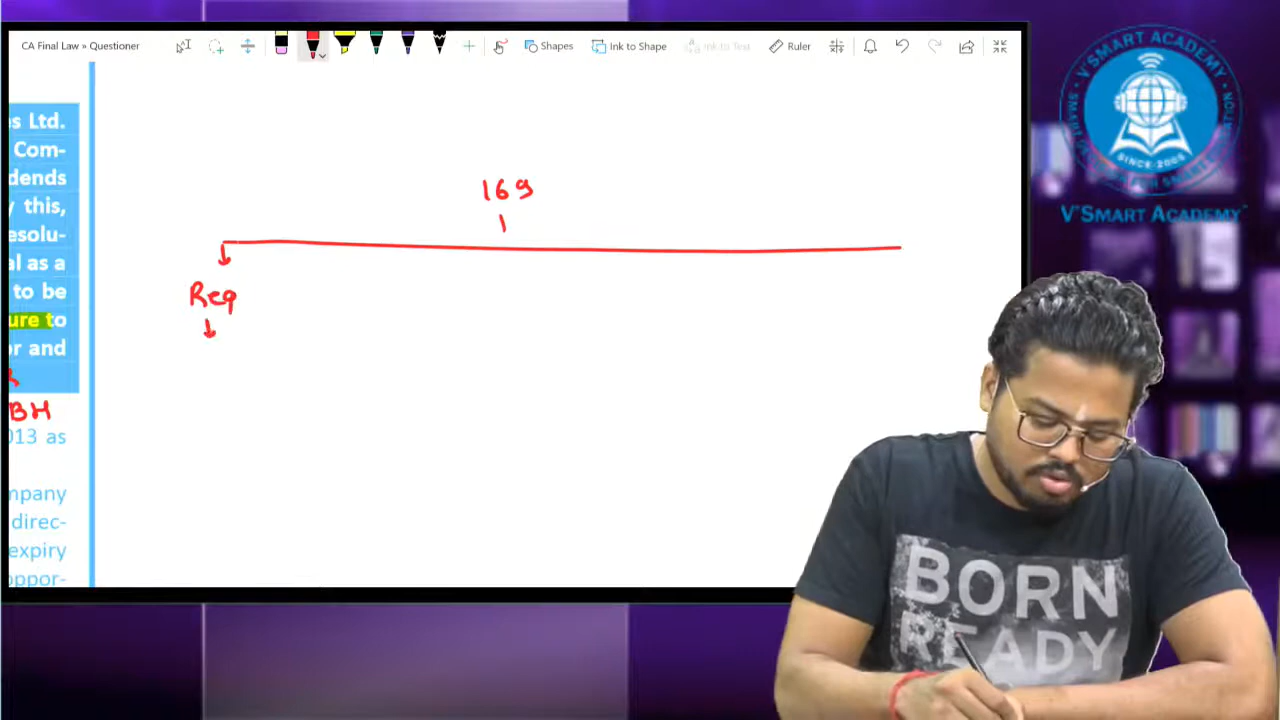 CA Final Law » Questioner
Shapes
Ink to Shape
Ink to Text
Ruler
es Ltd.
Com-
dends
y this,
esolu-
al as a
to be
ure to
or and
BH
013 as
mpany
direc-
expiry
oppor-
169
Req
V'SMART ACADEMY
SINCE-2005
V'SMART ACADEMY
BORN
READY